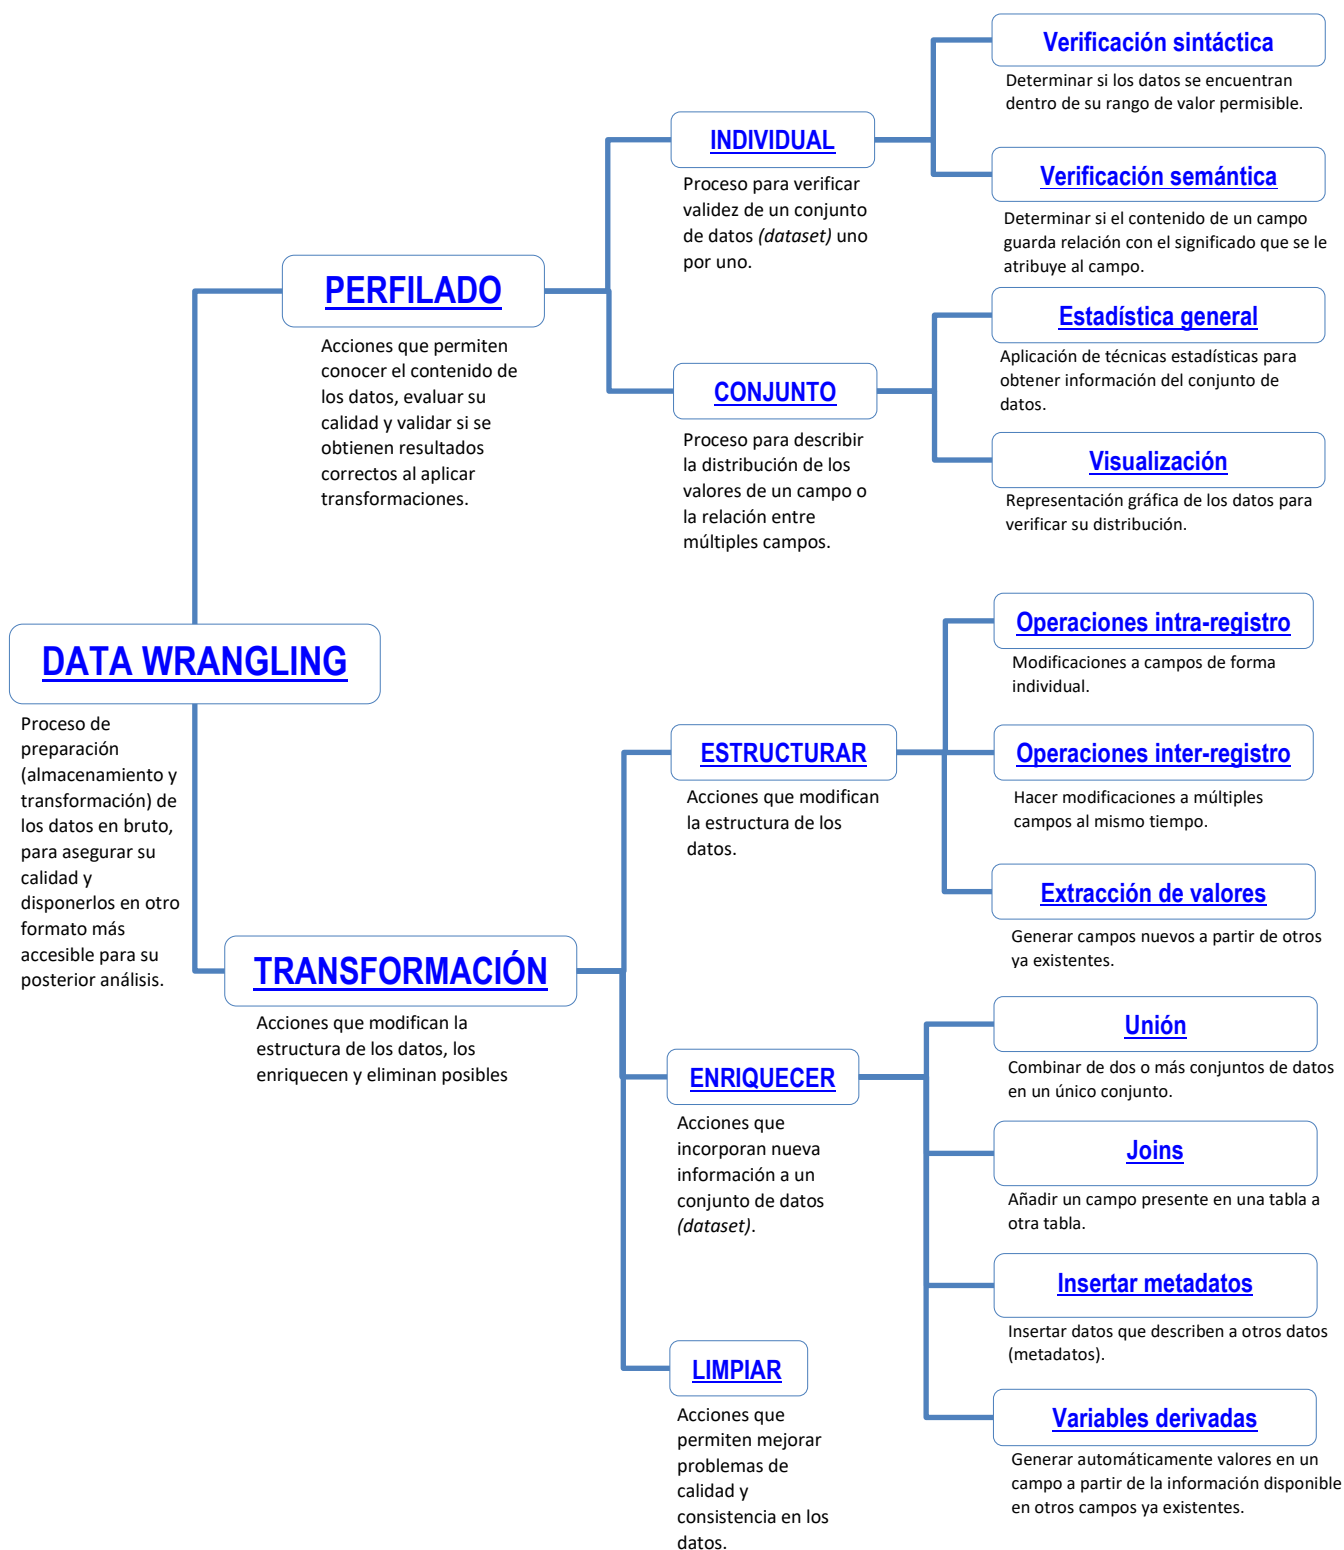 DATA WRANGLING
Proceso de
preparación
(almacenamiento y
transformación) de
los datos en bruto,
para asegurar su
calidad y
disponerlos en otro
formato más
accesible para su
posterior análisis.
PERFILADO
Acciones que permiten
conocer el contenido de
los datos, evaluar su
calidad y validar si se
obtienen resultados
correctos al aplicar
transformaciones.
INDIVIDUAL
Proceso para verificar
validez de un conjunto
de datos (dataset) uno
por uno.
Verificación sintáctica
Determinar si los datos se encuentran
dentro de su rango de valor permisible.
Verificación semántica
Determinar si el contenido de un campo
guarda relación con el significado que se le
atribuye al campo.
CONJUNTO
Proceso para describir
la distribución de los
valores de un campo o
la relación entre
múltiples campos.
Estadística general
Aplicación de técnicas estadísticas para
obtener información del conjunto de
datos.
Visualización
Representación gráfica de los datos para
verificar su distribución.
TRANSFORMACIÓN
Acciones que modifican la
estructura de los datos, los
enriquecen y eliminan posibles
ESTRUCTURAR
Acciones que modifican
la estructura de los
datos.
Operaciones intra-registro
Modificaciones a campos de forma
individual.
Operaciones inter-registro
Hacer modificaciones a múltiples
campos al mismo tiempo.
Extracción de valores
Generar campos nuevos a partir de otros
ya existentes.
ENRIQUECER
Acciones que
incorporan nueva
información a un
conjunto de datos
(dataset).
Unión
Combinar de dos o más conjuntos de datos
en un único conjunto.
Joins
Añadir un campo presente en una tabla a
otra tabla.
Insertar metadatos
Insertar datos que describen a otros datos
(metadatos).
Variables derivadas
Generar automáticamente valores en un
campo a partir de la información disponible
en otros campos ya existentes.
LIMPIAR
Acciones que
permiten mejorar
problemas de
calidad y
consistencia en los
datos.